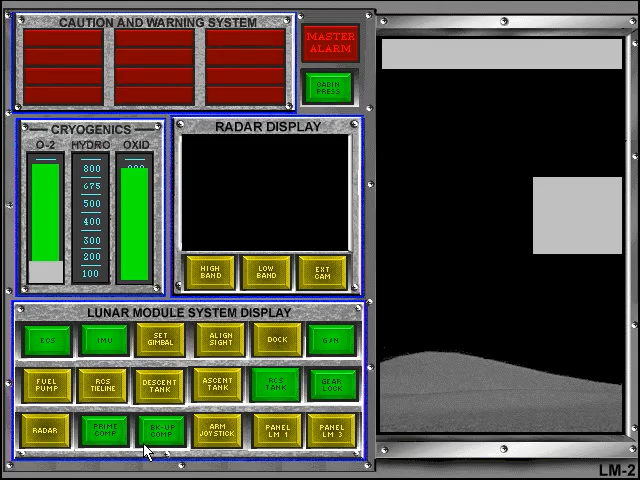 CAUTION AND WARNING SYSTEM
MASTER
ALARM
CABIN
PRESS
CRYOGENICS
O-2 HYDRO OXID
800
675
500
400
300
200
100
RADAR DISPLAY
HIGH
BAND
LOW
BAND
EXT
CAM
LUNAR MODULE SYSTEM DISPLAY
ECS
IMU
SET
GIMBAL
ALIGN
SIGHT
DOCK
G/N
FUEL
PUMP
RCS
TIELINE
DESCENT
TANK
ASCENT
TANK
RCS
TANK
GEAR
LOCK
RADAR
PRIME
COMP
BK-UP
COMP
ARM
JOYSTICK
PANEL
LM 1
PANEL
LM 3
LM-2